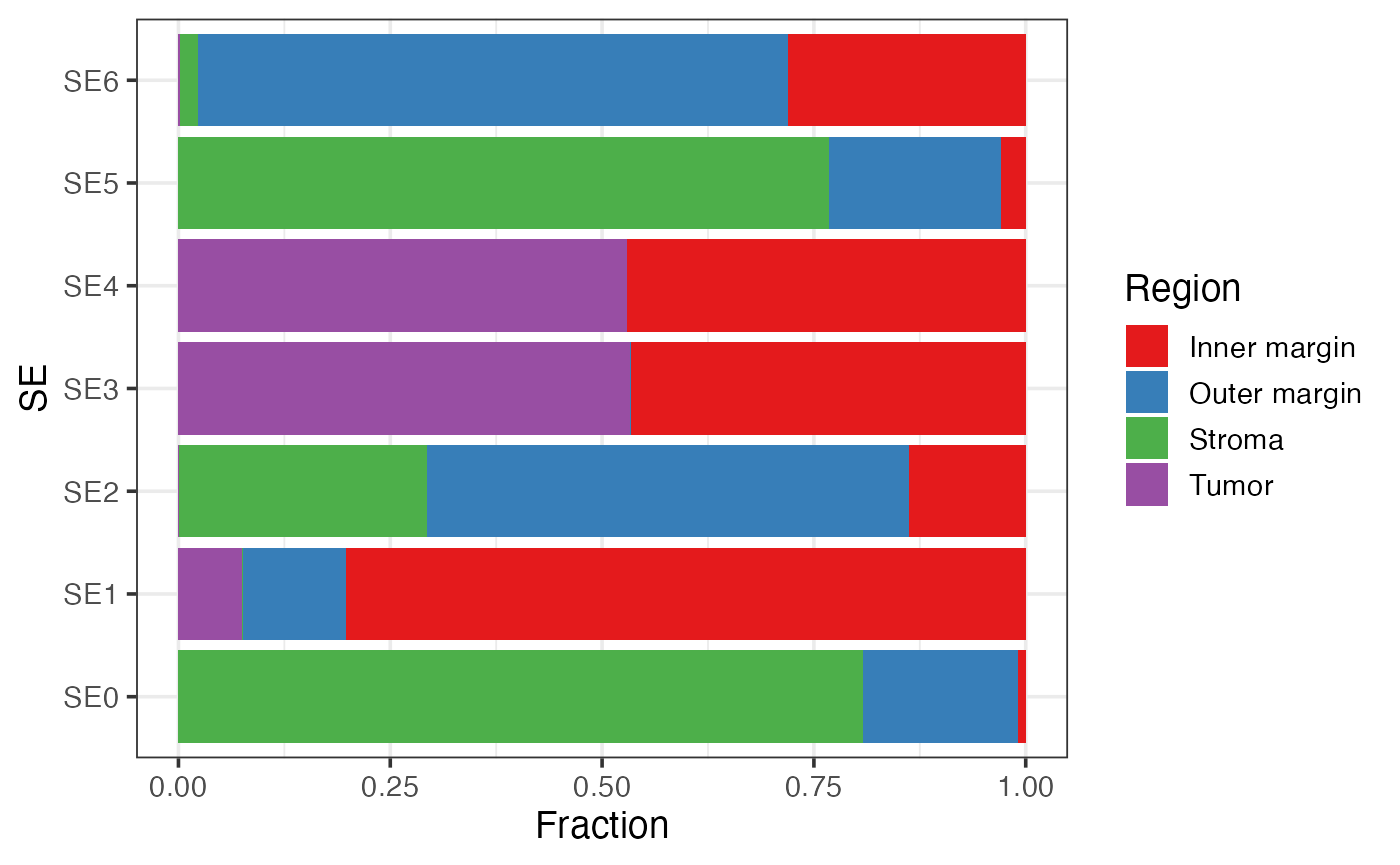 SE6
SE5
SE4
SE3
SE2
SE1
SE0
SE
0.00 0.25 0.50 0.75 1.00
Fraction
Region
Inner margin
Outer margin
Stroma
Tumor